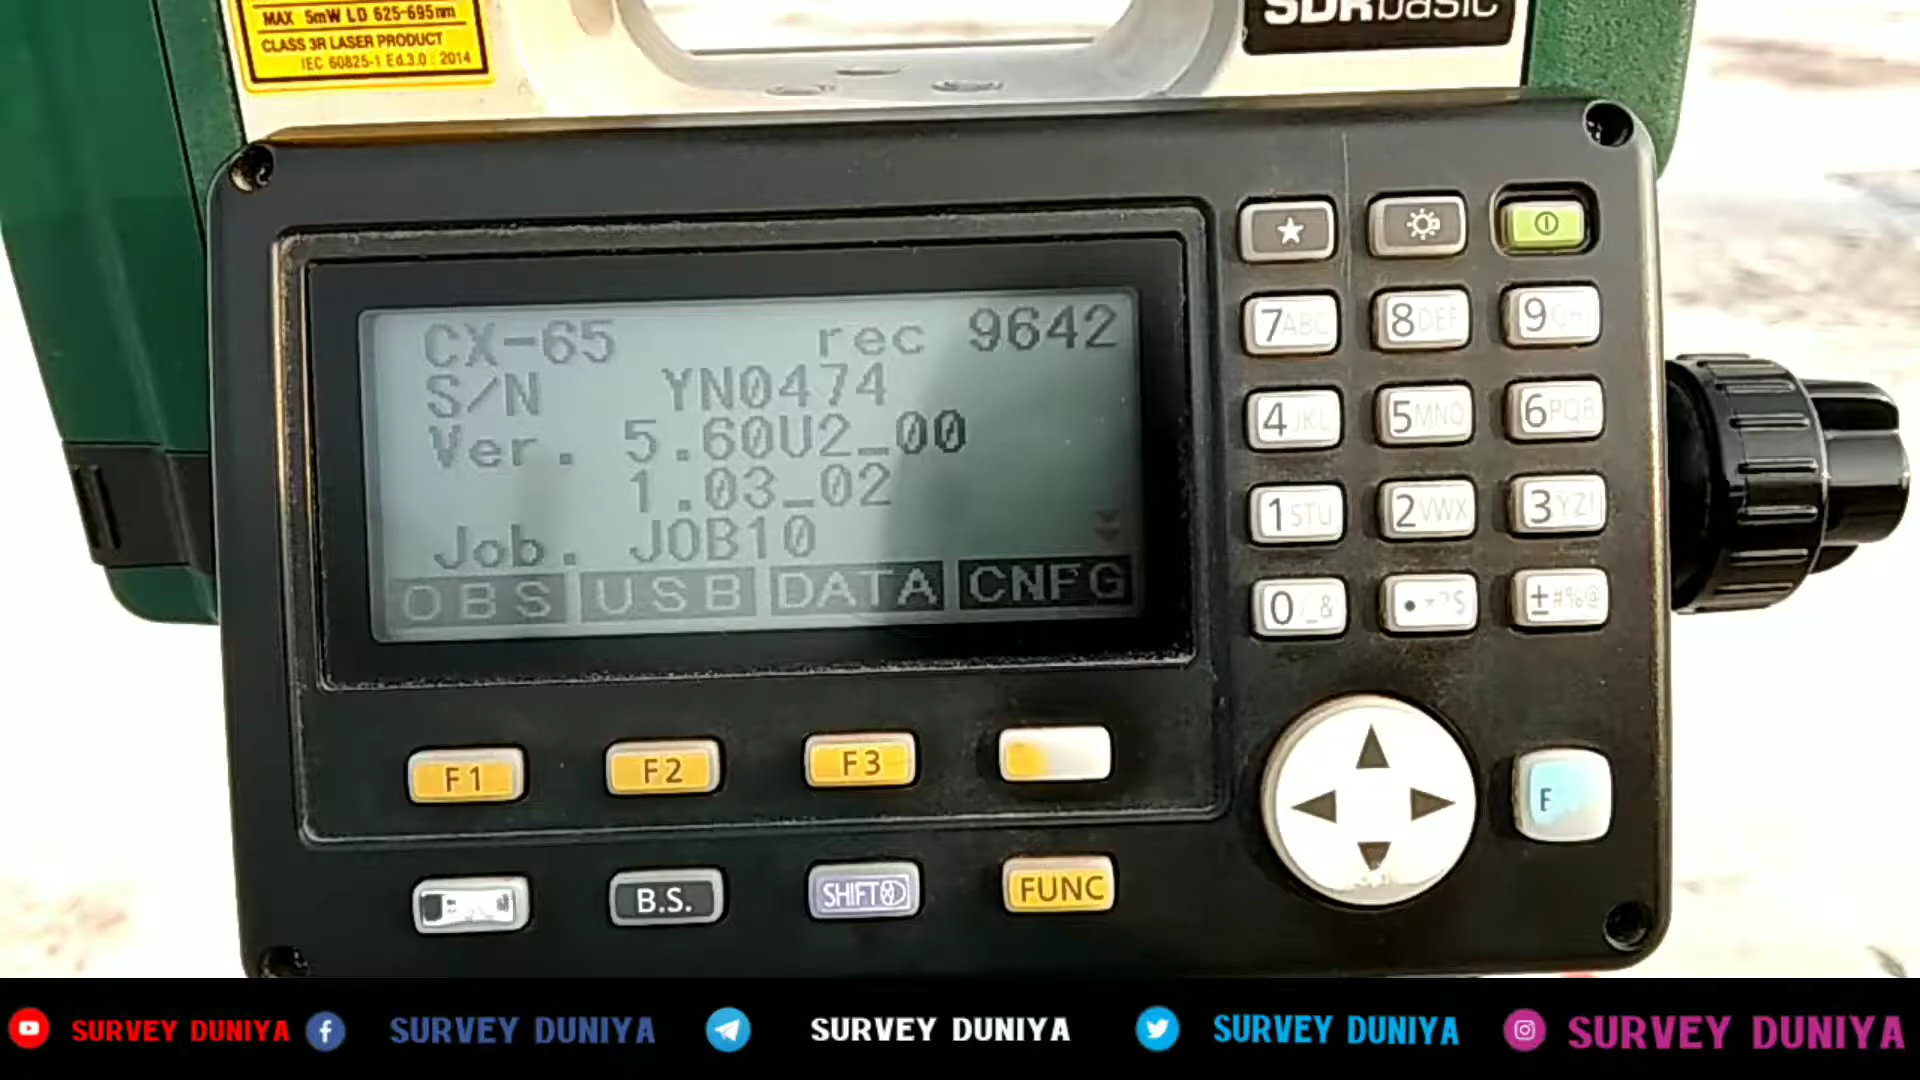 MAX 5mW LD 625-695nm
CLASS 3R LASER PRODUCT
IEC 60825-1 Ed.3.0 : 2014
SDRbasic
CX-65 rec 9642
S/N YN0474
Ver. 5.60U2_00
1.03_02
Job. JOB10
OBS USB DATA CNFG
7ABC 8DEF 9GHI
4JKL 5MNO 6PQR
1STU 2VWX 3YZ!
0/_& .*?$ ±#%@
F1 F2 F3
B.S. SHIFT FUNC
SURVEY DUNIYA SURVEY DUNIYA SURVEY DUNIYA SURVEY DUNIYA SURVEY DUNIYA